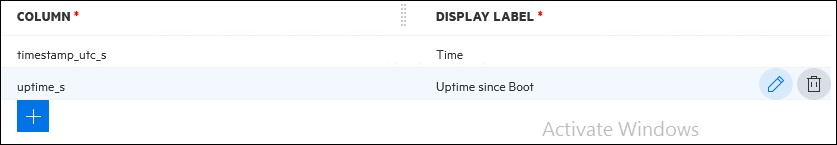 COLUMN * DISPLAY LABEL *
timestamp_utc_s Time
uptime_s Uptime since Boot
Activate Windows